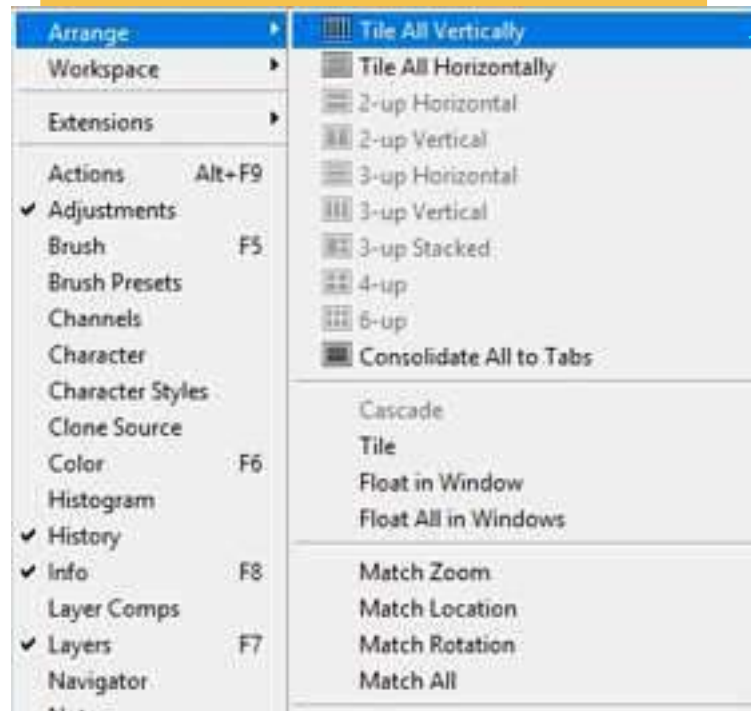 Arrange
Workspace
Extensions
Actions Alt+F9
Adjustments
Brush F5
Brush Presets
Channels
Character
Character Styles
Clone Source
Color F6
Histogram
History
Info F8
Layer Comps
Layers F7
Navigator
Tile All Vertically
Tile All Horizontally
2-up Horizontal
2-up Vertical
3-up Horizontal
3-up Vertical
3-up Stacked
4-up
6-up
Consolidate All to Tabs
Cascade
Tile
Float in Window
Float All in Windows
Match Zoom
Match Location
Match Rotation
Match All